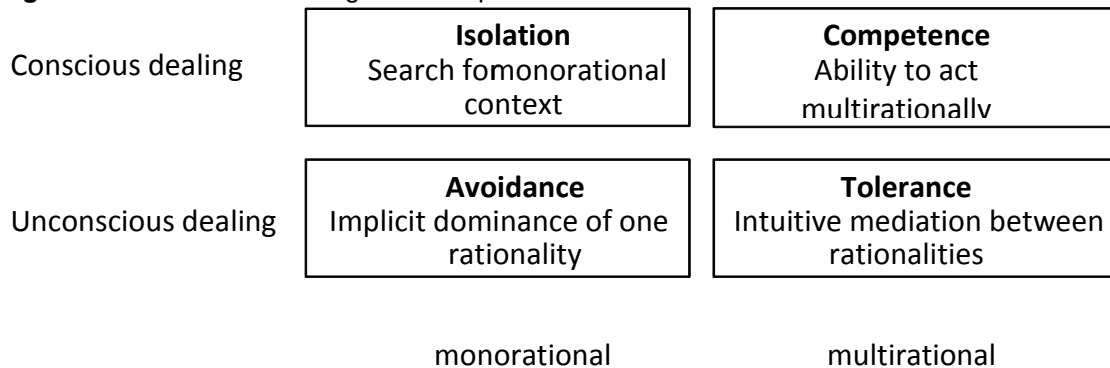 Isolation
Competence
Conscious dealing
Search fomonorational
context
Ability to act
multirationally
Avoidance
Tolerance
Unconscious dealing
Implicit dominance of one
rationality
Intuitive mediation between
rationalities
monorational
multirational